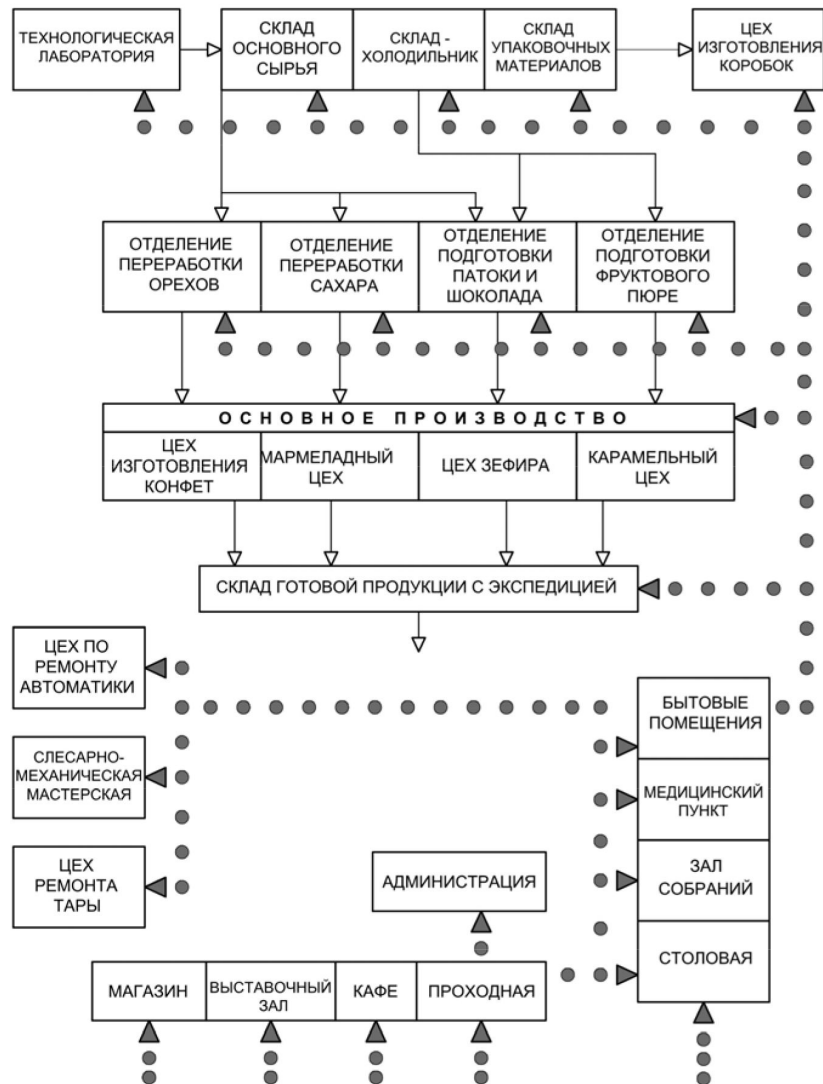 ТЕХНОЛОГИЧЕСКАЯ
ЛАБОРАТОРИЯ
СКЛАД
ОСНОВНОГО
СЫРЬЯ
СКЛАД -
ХОЛОДИЛЬНИК
СКЛАД
УПАКОВОЧНЫХ
МАТЕРИАЛОВ
ЦЕХ
ИЗГОТОВЛЕНИЯ
КОРОБОК
ОТДЕЛЕНИЕ
ПЕРЕРАБОТКИ
ОРЕХОВ
ОТДЕЛЕНИЕ
ПЕРЕРАБОТКИ
САХАРА
ОТДЕЛЕНИЕ
ПОДГОТОВКИ
ПАТОКИ И
ШОКОЛАДА
ОТДЕЛЕНИЕ
ПОДГОТОВКИ
ФРУКТОВОГО
ПЮРЕ
ОСНОВНОЕ ПРОИЗВОДСТВО
ЦЕХ
ИЗГОТОВЛЕНИЯ
КОНФЕТ
МАРМЕЛАДНЫЙ
ЦЕХ
ЦЕХ ЗЕФИРА
КАРАМЕЛЬНЫЙ
ЦЕХ
СКЛАД ГОТОВОЙ ПРОДУКЦИИ С ЭКСПЕДИЦИЕЙ
ЦЕХ ПО
РЕМОНТУ
АВТОМАТИКИ
СЛЕСАРНО-
МЕХАНИЧЕСКАЯ
МАСТЕРСКАЯ
ЦЕХ
РЕМОНТА
ТАРЫ
БЫТОВЫЕ
ПОМЕЩЕНИЯ
МЕДИЦИНСКИЙ
ПУНКТ
ЗАЛ
СОБРАНИЙ
СТОЛОВАЯ
АДМИНИСТРАЦИЯ
МАГАЗИН
ВЫСТАВОЧНЫЙ
ЗАЛ
КАФЕ
ПРОХОДНАЯ